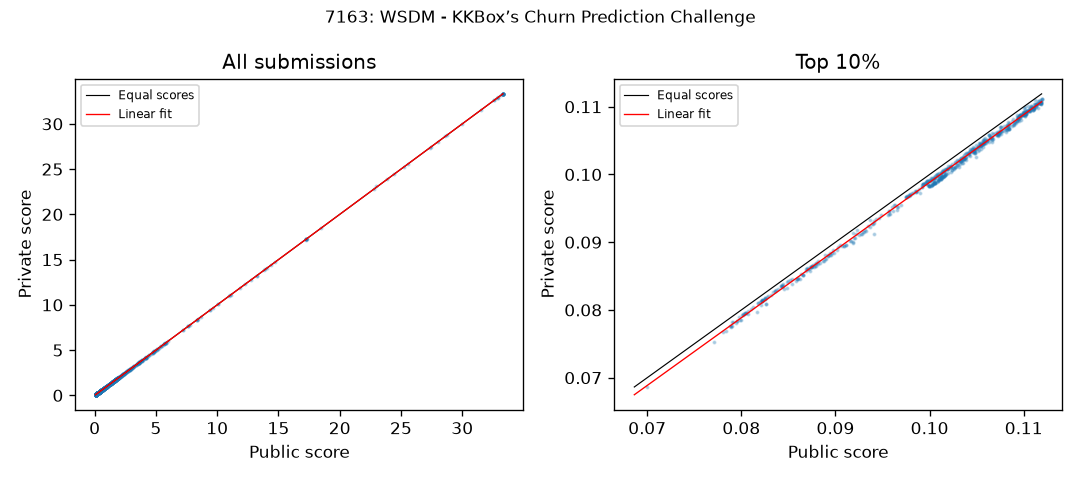 7163: WSDM - KKBox’s Churn Prediction Challenge
All submissions
Equal scores
Linear fit
30
25
20
15
10
5
0
Private score
0 5 10 15 20 25 30
Public score
Top 10%
Equal scores
Linear fit
0.11
0.10
0.09
0.08
0.07
Private score
0.07 0.08 0.09 0.10 0.11
Public score